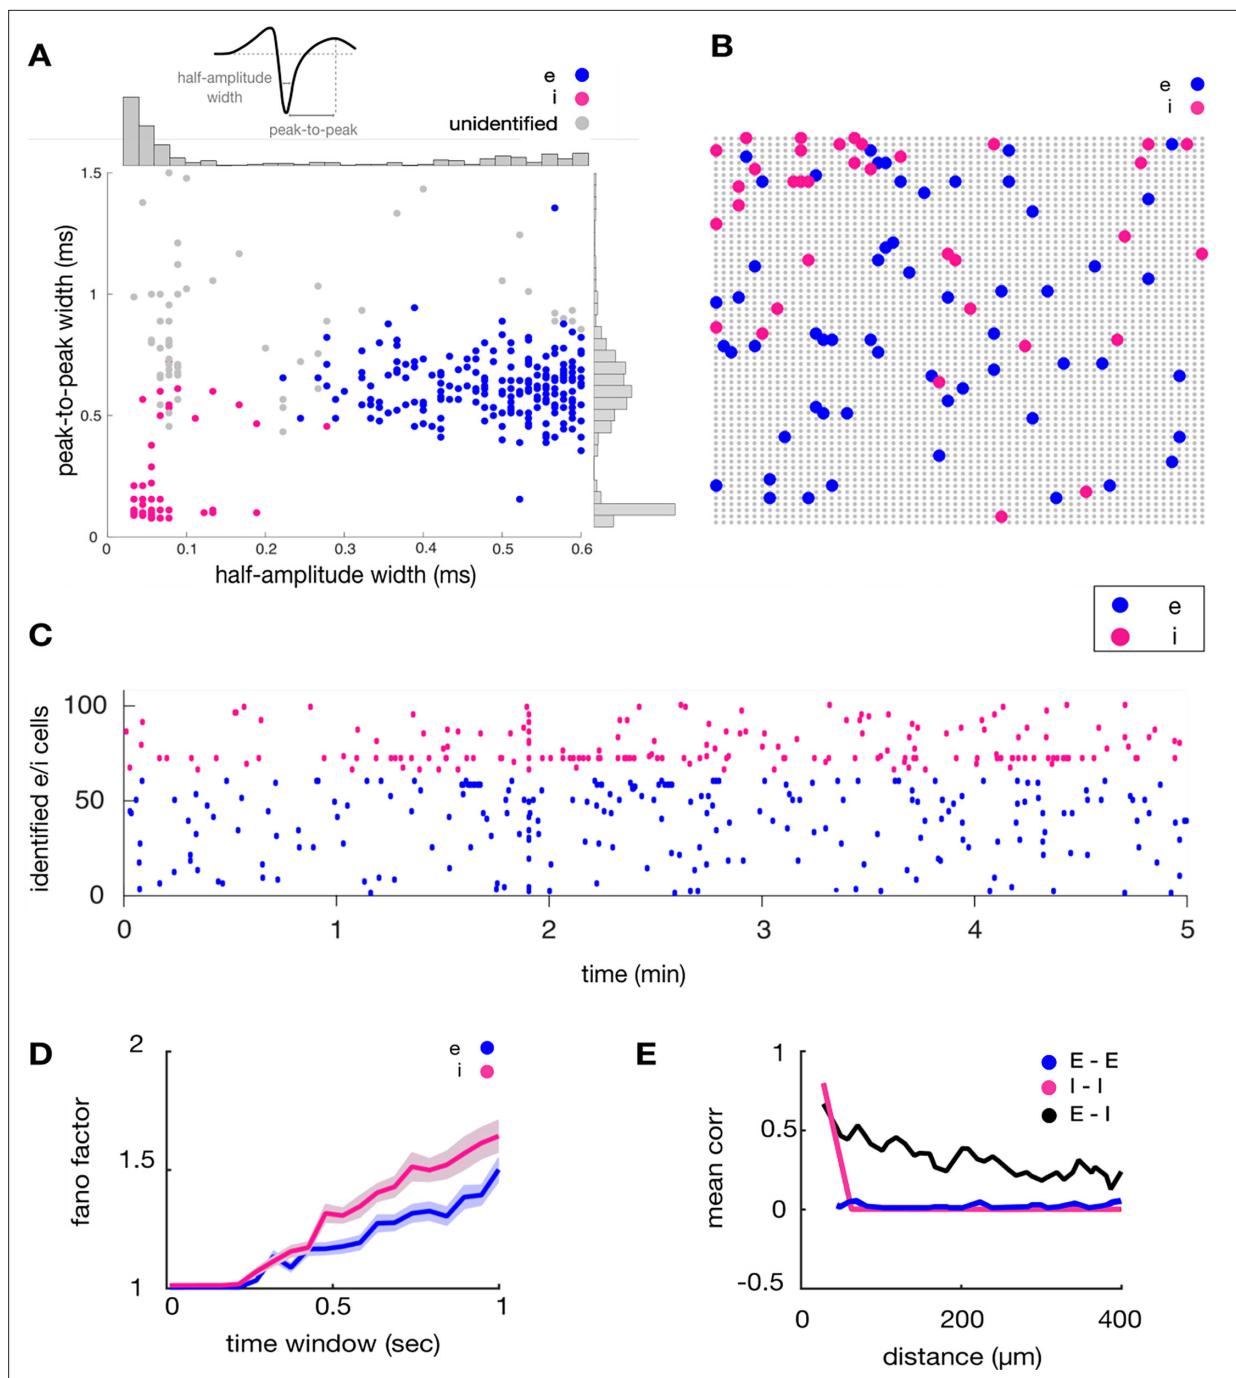 A
half-amplitude
width
peak-to-peak
e
i
unidentified
1.5
1
0.5
0
peak-to-peak width (ms)
0
0.1
0.2
0.3
0.4
0.5
0.6
half-amplitude width (ms)
B
e
i
e
i
C
100
50
0
identified e/i cells
0
1
2
3
4
5
time (min)
D
2
1.5
1
fano factor
e
i
0
0.5
1
time window (sec)
E
1
0.5
0
-0.5
mean corr
E - E
I - I
E - I
0
200
400
distance (µm)